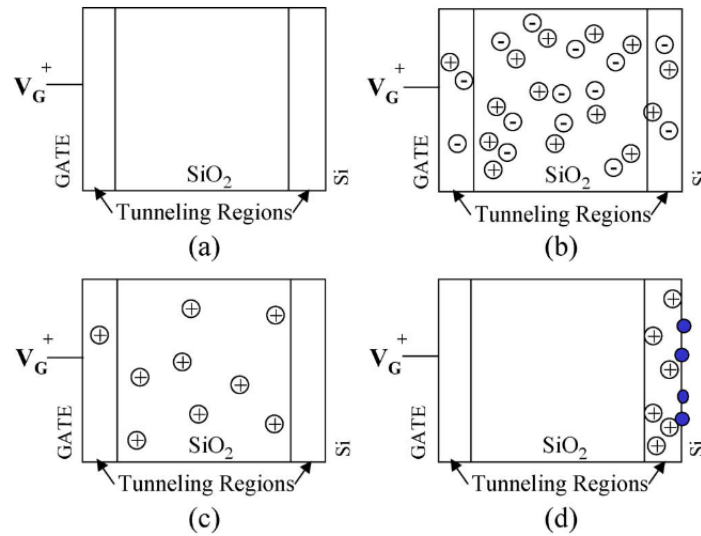 +
V_G
GATE
SiO₂
Si
Tunneling Regions
(a)
+
V_G
GATE
SiO₂
Si
Tunneling Regions
(b)
+
V_G
GATE
SiO₂
Si
Tunneling Regions
(c)
+
V_G
GATE
SiO₂
Si
Tunneling Regions
(d)